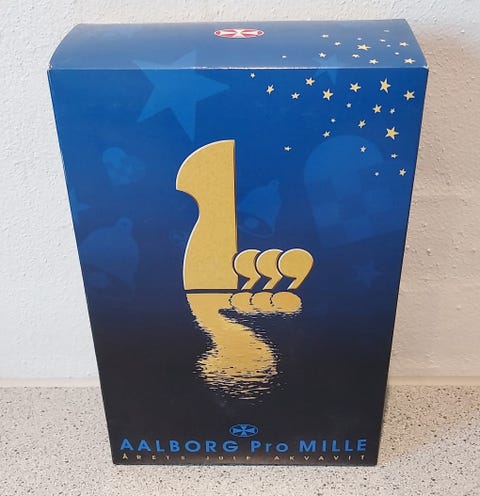 1999
AALBORG Pro MILLE
ÅRETS JULE AKVAVIT